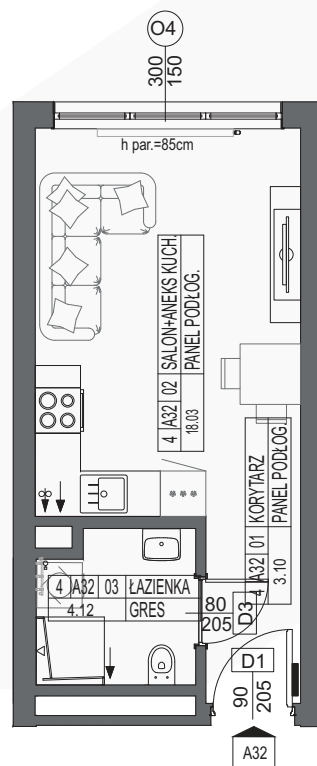 O4
300
150
h par.=85cm
4 A32 02 SALON+ANEKS KUCH.
18.03 PANEL PODŁOG.
4 A32 01 KORYTARZ
3.10 PANEL PODŁOG.
4 A32 03 ŁAZIENKA
4.12 GRES
80
205
D3
D1
90
205
A32